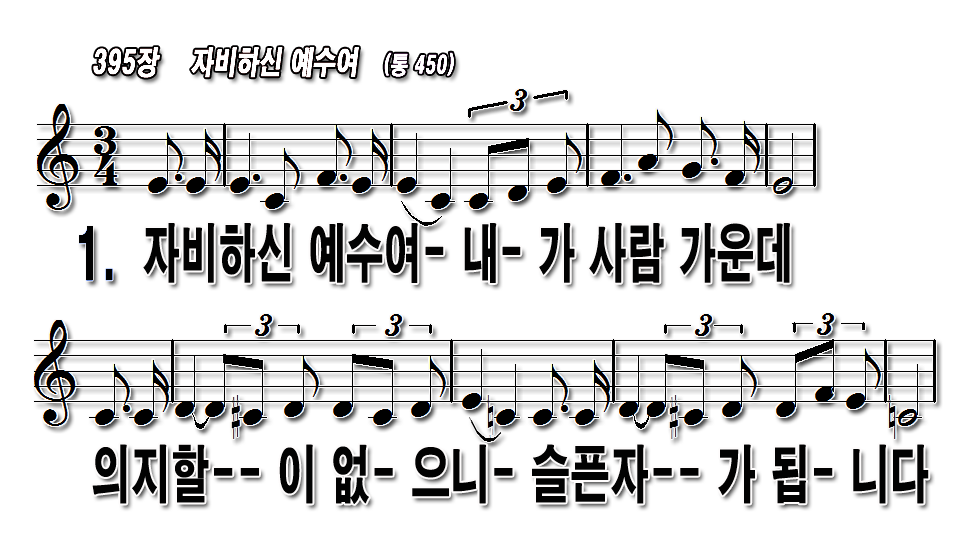 395장 자비하신 예수여 (통 450)
3
3
4
1. 자비하신 예수여- 내- 가 사람 가운데
3 3 3 3
의지할-- 이 없- 으니- 슬픈자-- 가 됩- 니다